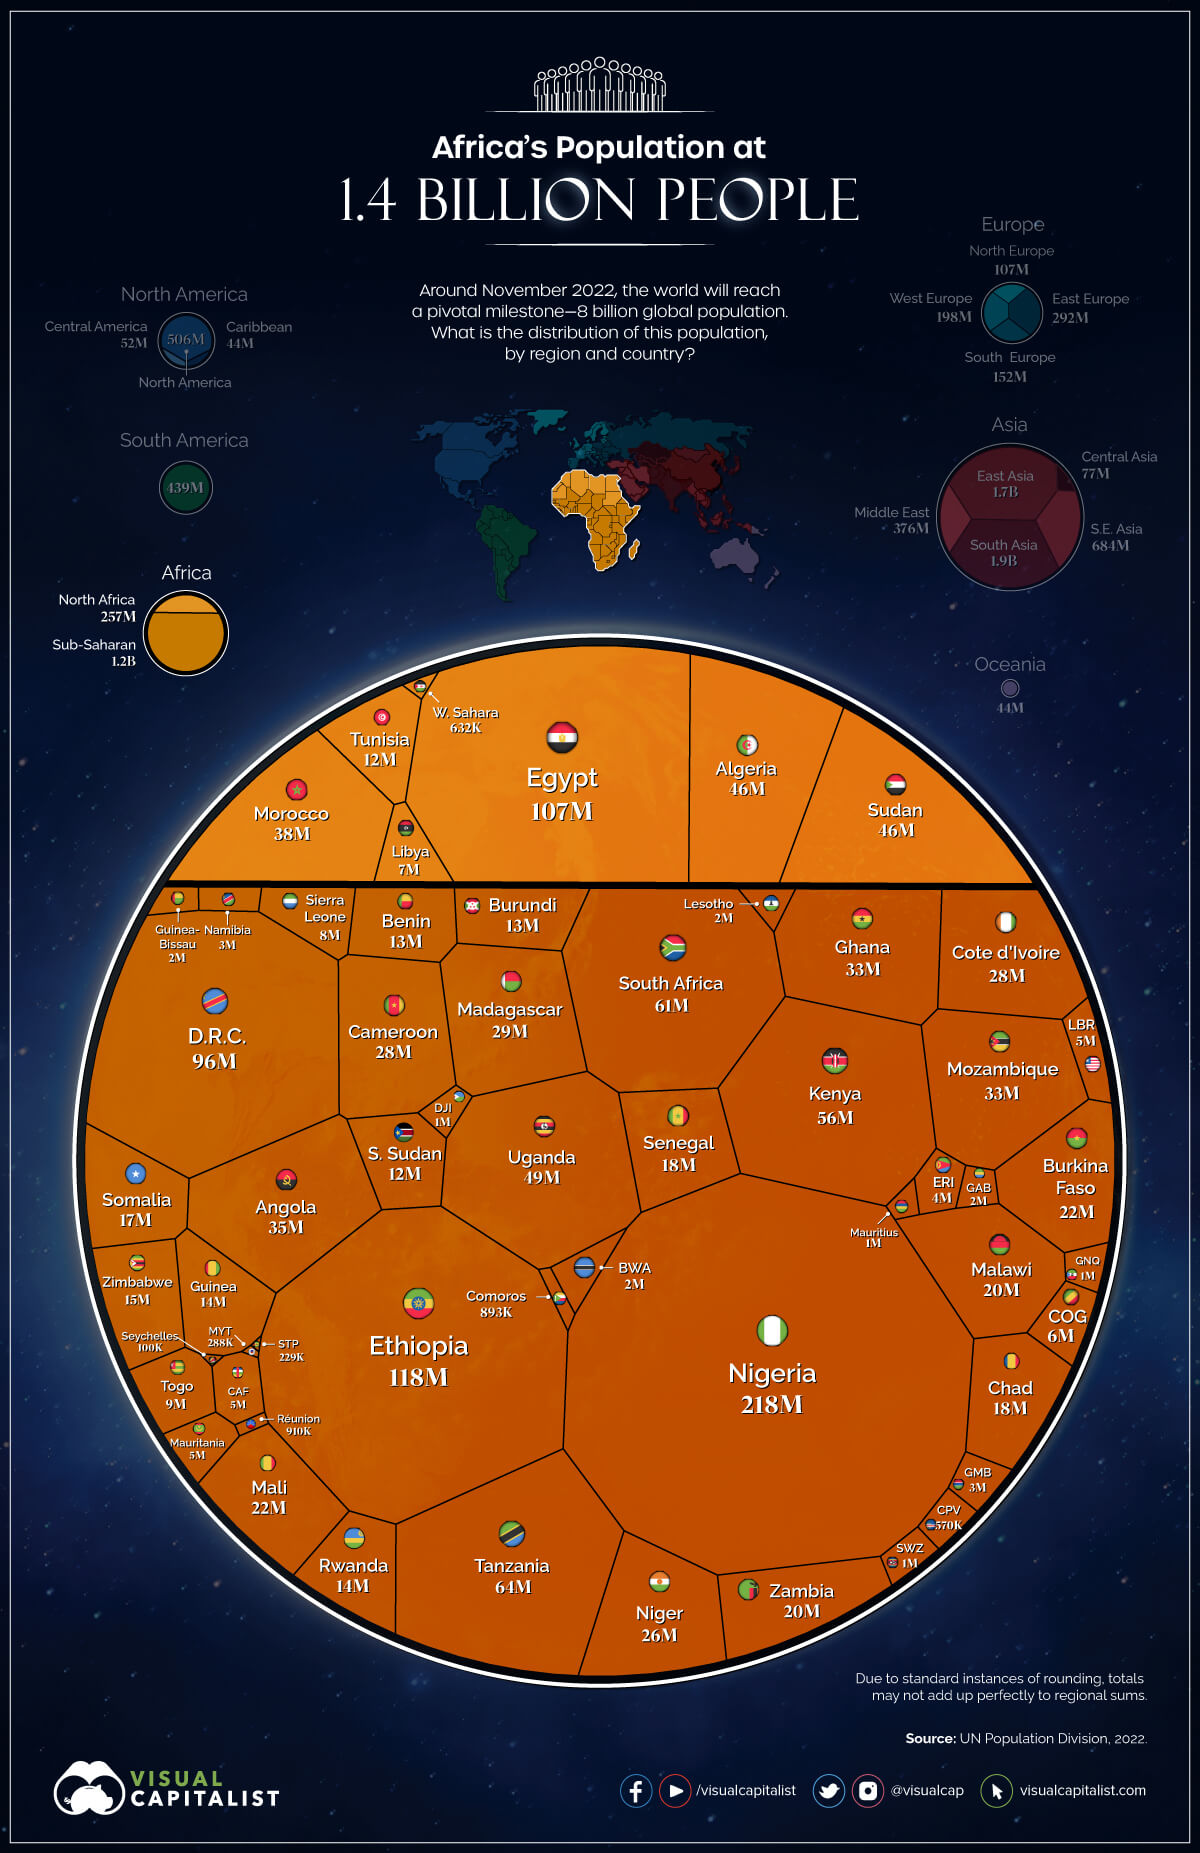 Africa's Population at
1.4 BILLION PEOPLE
Around November 2022, the world will reach
a pivotal milestone—8 billion global population.
What is the distribution of this population,
by region and country?
North America
Central America
52M
506M
Caribbean
44M
North America
South America
439M
Africa
North Africa
257M
Sub-Saharan
1.2B
Europe
North Europe
107M
West Europe
198M
East Europe
292M
South Europe
152M
Asia
Central Asia
77M
East Asia
1.7B
Middle East
376M
S.E. Asia
684M
South Asia
1.9B
Oceania
44M
W. Sahara
632K
Tunisia
12M
Egypt
107M
Algeria
46M
Sudan
46M
Morocco
38M
Libya
7M
Guinea-
Bissau
2M
Namibia
3M
Sierra
Leone
8M
Benin
13M
Burundi
13M
Lesotho
2M
South Africa
61M
Ghana
33M
Cote d'Ivoire
28M
D.R.C.
96M
Cameroon
28M
Madagascar
29M
Kenya
56M
Mozambique
33M
LBR
5M
DJI
1M
S. Sudan
12M
Uganda
49M
Senegal
18M
Somalia
17M
Angola
35M
ERI
4M
GAB
2M
Burkina
Faso
22M
Mauritius
1M
Zimbabwe
15M
Guinea
14M
Comoros
893K
BWA
2M
Malawi
20M
GNQ
1M
COG
6M
Seychelles
100K
MYT
288K
STP
229K
Ethiopia
118M
Nigeria
218M
Togo
9M
CAF
5M
Chad
18M
Réunion
910K
Mauritania
5M
Mali
22M
GMB
3M
CPV
570K
SWZ
1M
Rwanda
14M
Tanzania
64M
Niger
26M
Zambia
20M
Due to standard instances of rounding, totals
may not add up perfectly to regional sums.
Source: UN Population Division, 2022.
VISUAL
CAPITALIST
/visualcapitalist
@visualcap
visualcapitalist.com